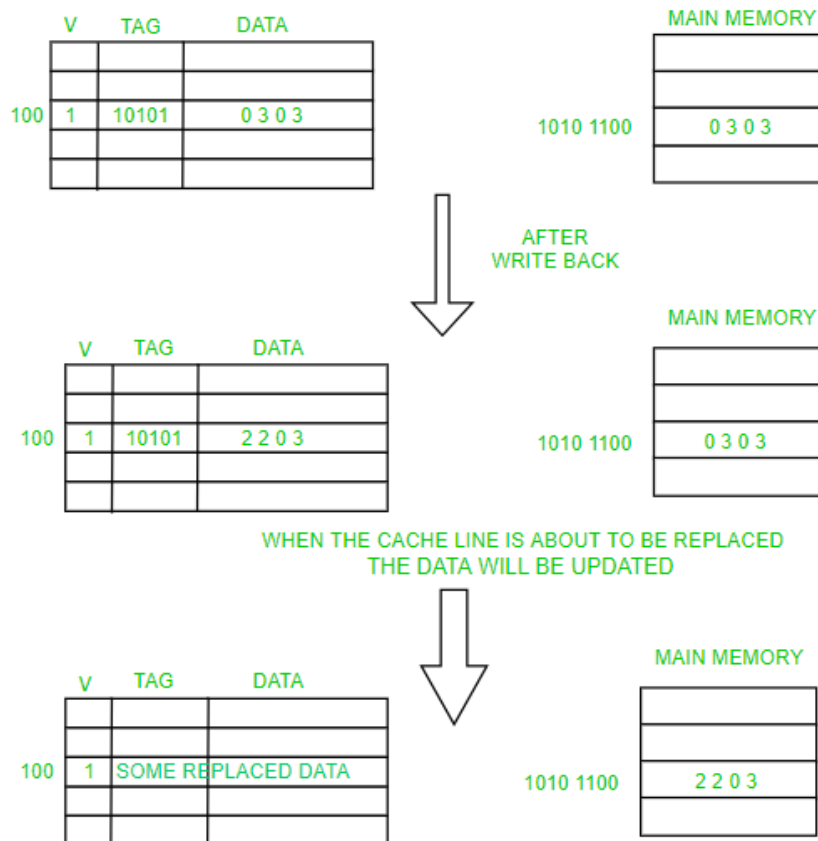 V TAG DATA MAIN MEMORY
100 1 10101 0 3 0 3
1010 1100 0 3 0 3
AFTER
WRITE BACK
MAIN MEMORY
V TAG DATA
100 1 10101 2 2 0 3 1010 1100 0 3 0 3
WHEN THE CACHE LINE IS ABOUT TO BE REPLACED
THE DATA WILL BE UPDATED
MAIN MEMORY
V TAG DATA
100 1 SOME REPLACED DATA
1010 1100 2 2 0 3